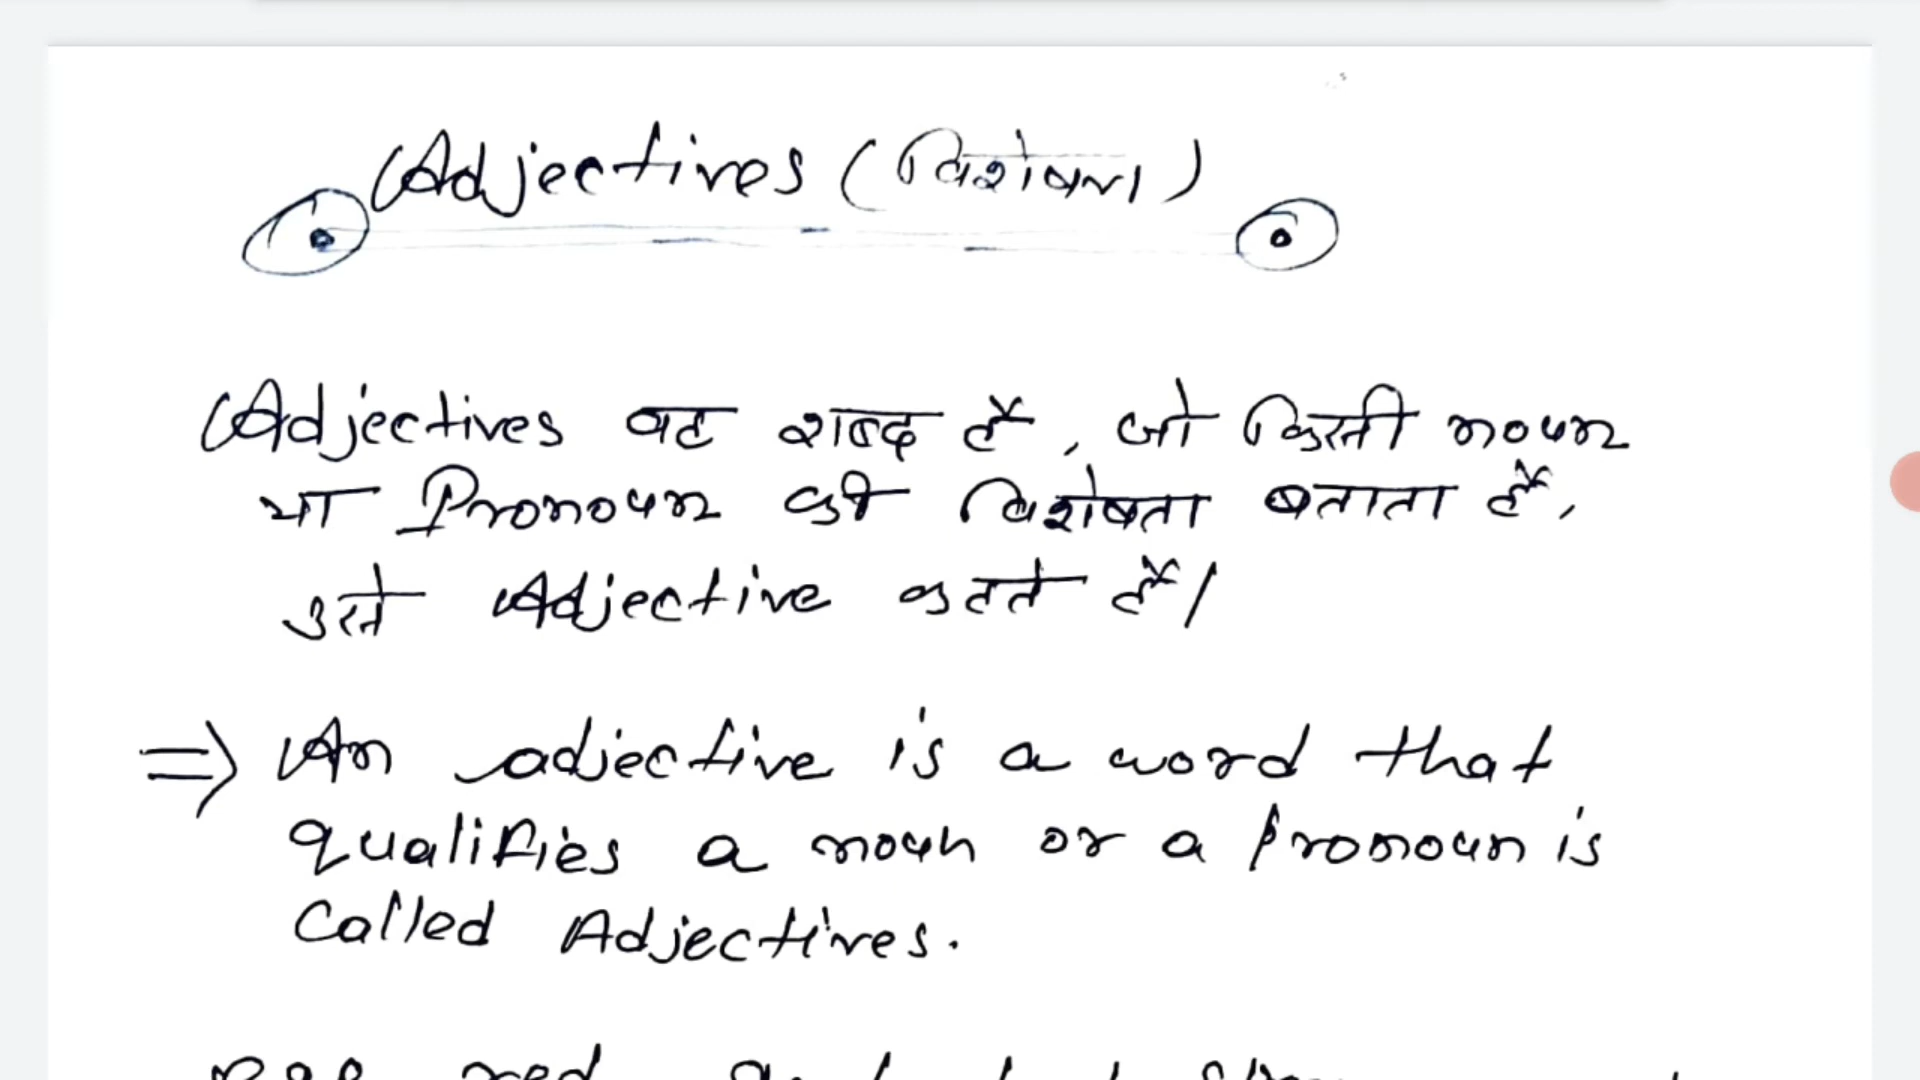 Adjectives (विशेषण)
Adjectives वह शब्द हैं, जो किसी noun
या Pronoun की विशेषता बताता हैं,
उसे Adjective कहते हैं।
⇒ An adjective is a word that
qualifies a noun or a pronoun is
Called Adjectives.
red